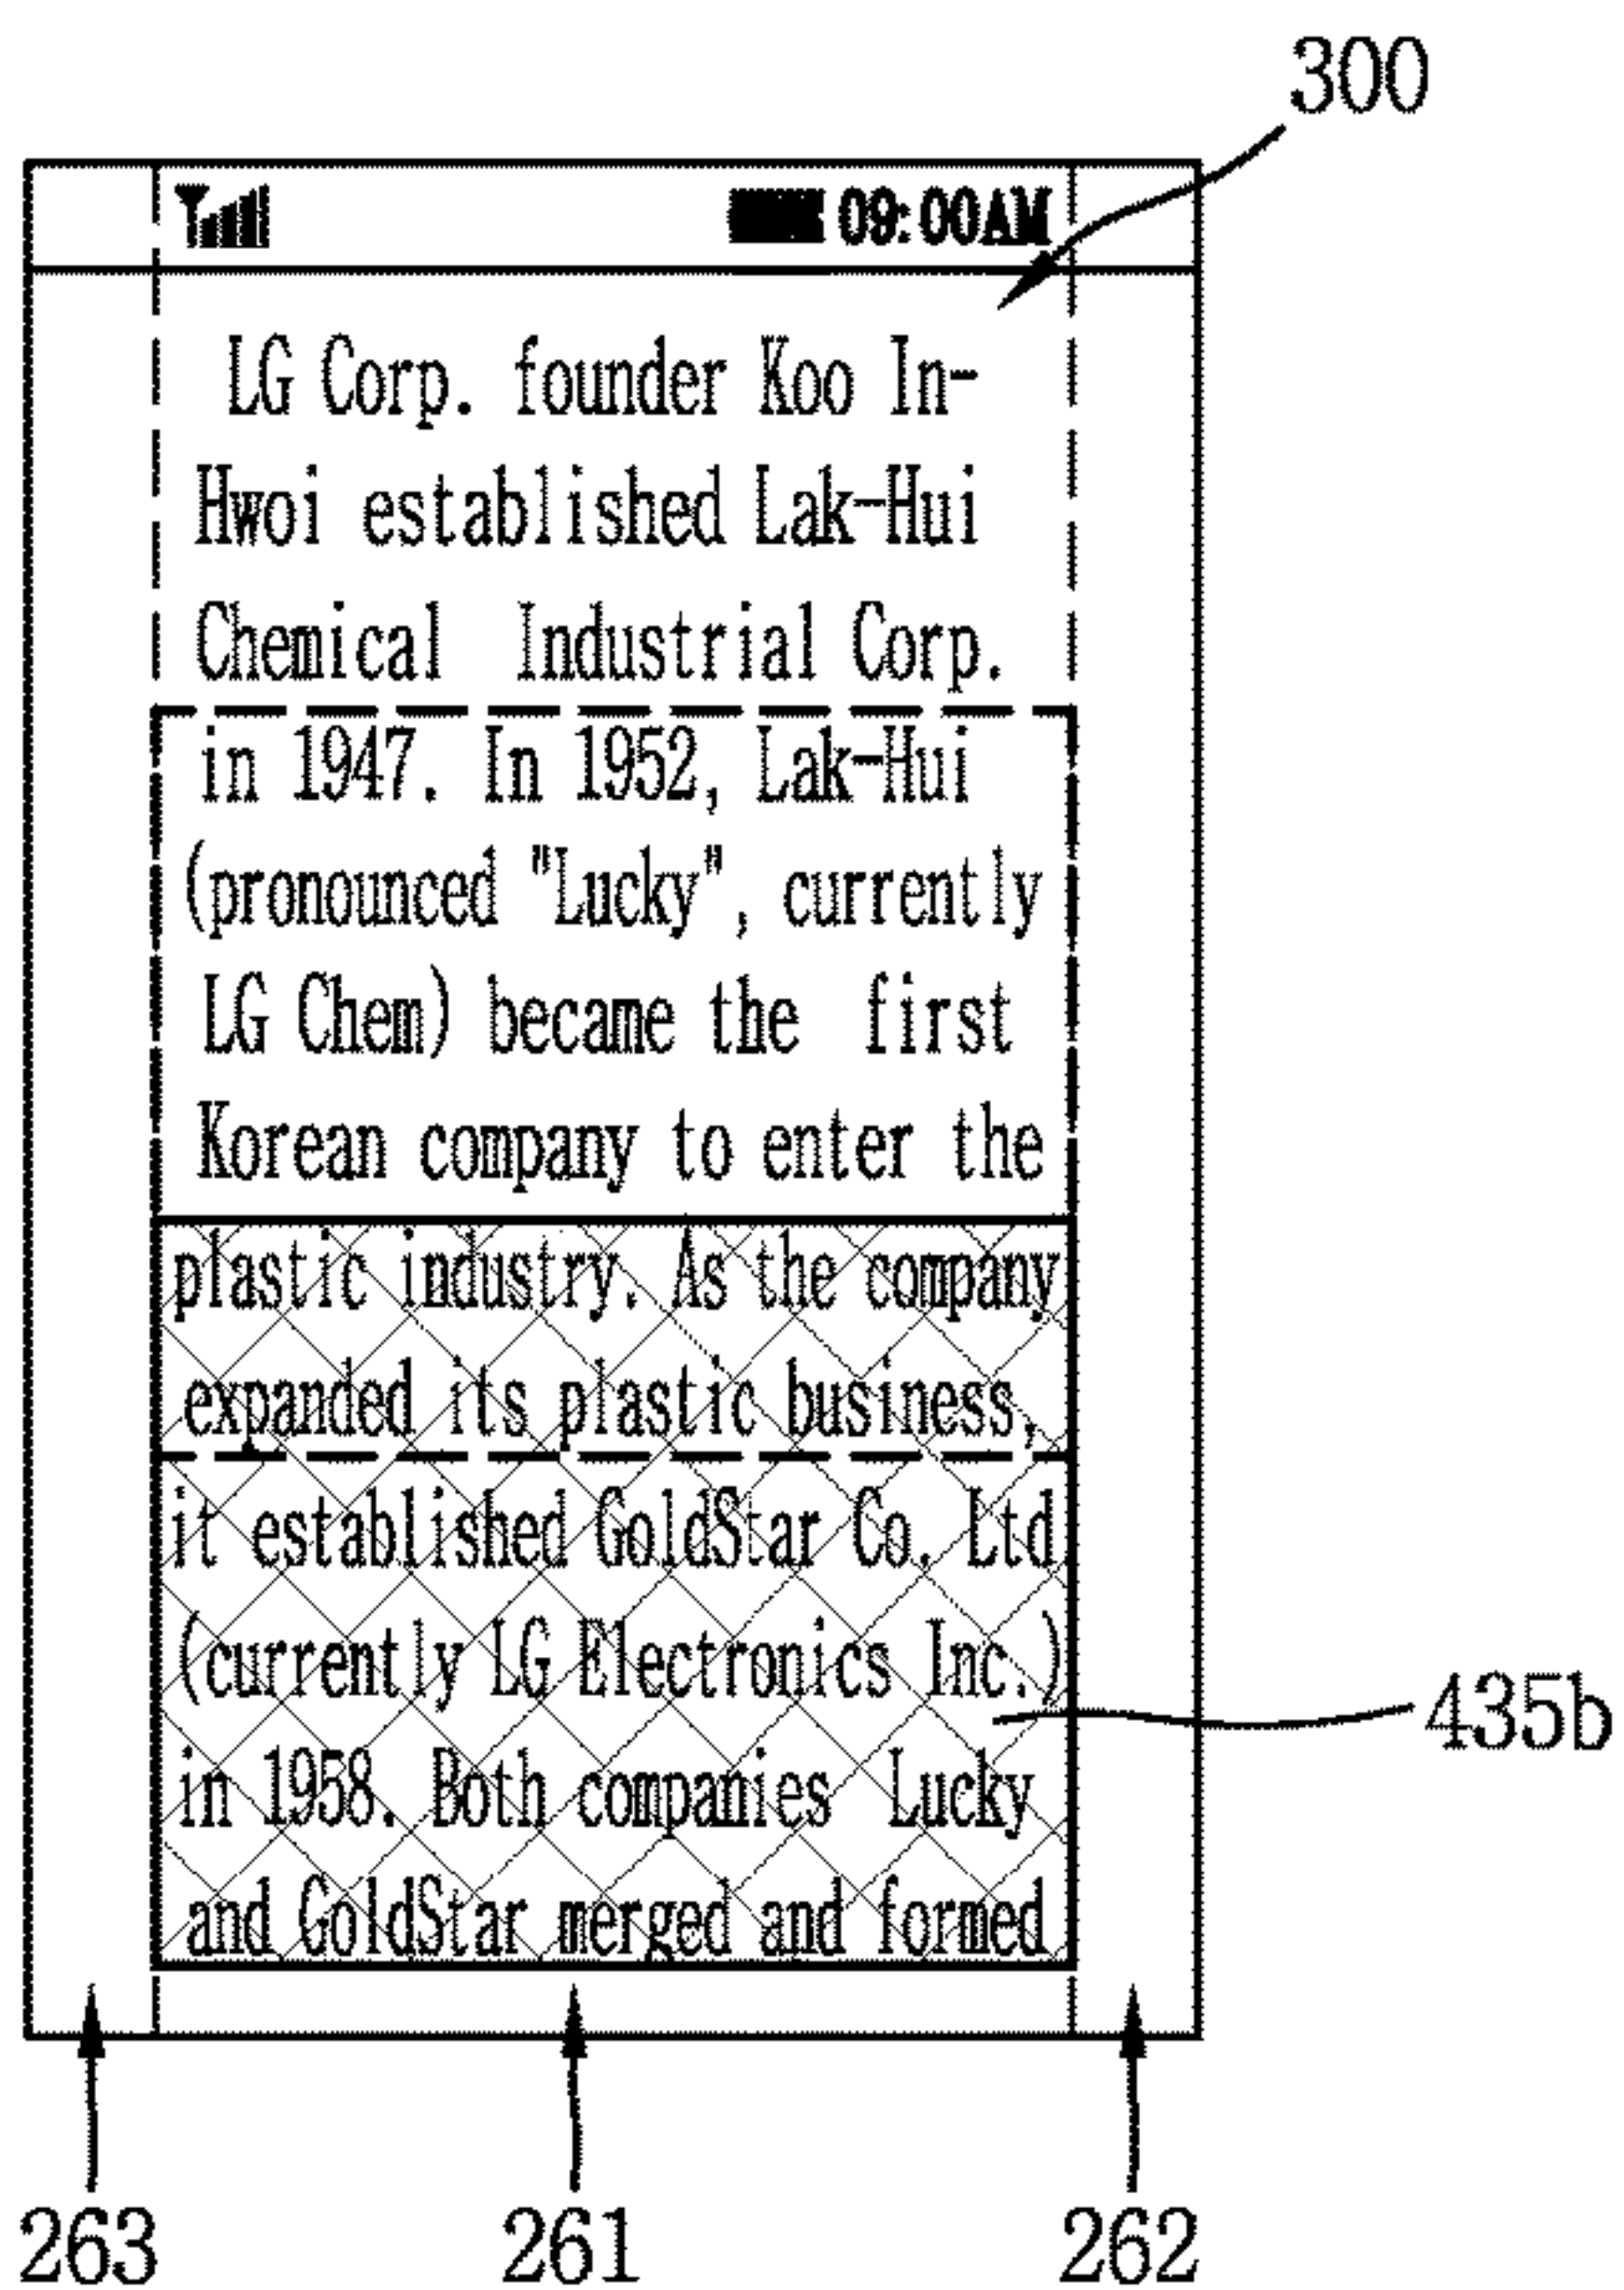 300
09:00AM
LG Corp. founder Koo In-
Hwoi established Lak-Hui
Chemical Industrial Corp.
in 1947. In 1952, Lak-Hui
(pronounced "Lucky", currently
LG Chem) became the first
Korean company to enter the
plastic industry. As the company
expanded its plastic business,
it established GoldStar Co. Ltd
(currently LG Electronics Inc.)
435b
in 1958. Both companies Lucky
and GoldStar merged and formed
263 261 262